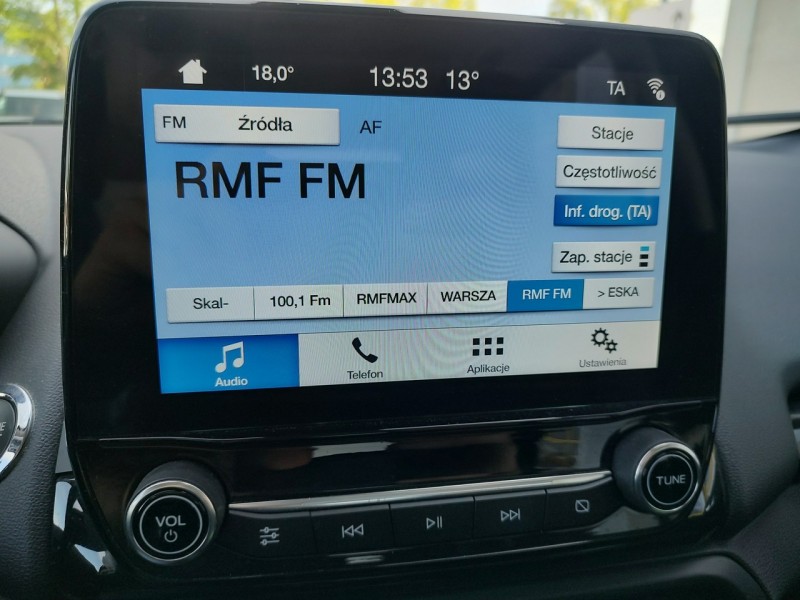 18,0° 13:53 13° TA
FM Źródła AF Stacje
RMF FM
Częstotliwość
Inf. drog. (TA)
Zap. stacje
Skal- 100,1 Fm RMFMAX WARSZA RMF FM > ESKA
Audio Telefon Aplikacje Ustawienia
VOL TUNE